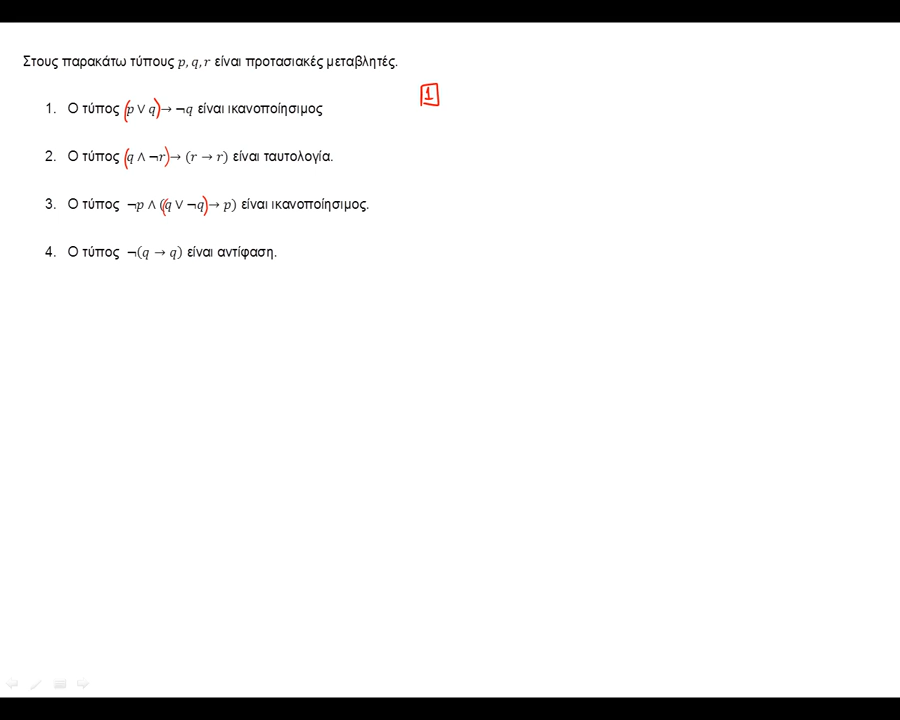 Στους παρακάτω τύπους p, q, r είναι προτασιακές μεταβλητές.
1
1. Ο τύπος (p ∨ q) → ¬q είναι ικανοποίησιμος
2. Ο τύπος (q ∧ ¬r) → (r → r) είναι ταυτολογία.
3. Ο τύπος ¬p ∧ ((q ∨ ¬q) → p) είναι ικανοποίησιμος.
4. Ο τύπος ¬(q → q) είναι αντίφαση.